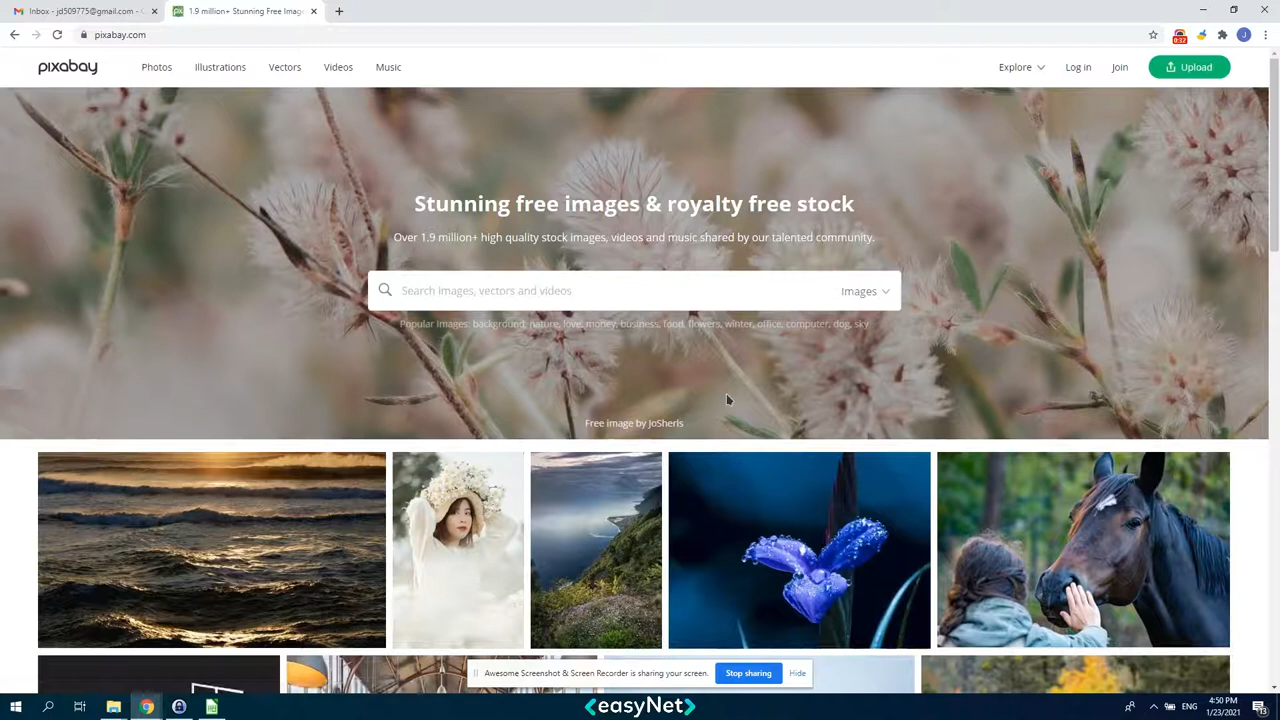 Inbox - jd509775@gmail.com -
1.9 million+ Stunning Free Imag
pixabay.com
0:32
J
pixabay
Photos
Illustrations
Vectors
Videos
Music
Explore
Log in
Join
Upload
Stunning free images & royalty free stock
Over 1.9 million+ high quality stock images, videos and music shared by our talented community.
Search images, vectors and videos
Images
Popular Images: background, nature, love, money, business, food, flowers, winter, office, computer, dog, sky
Free image by JoSherls
Awesome Screenshot & Screen Recorder is sharing your screen.
Stop sharing
Hide
<easyNet>
ENG
4:50 PM
1/23/2021
13